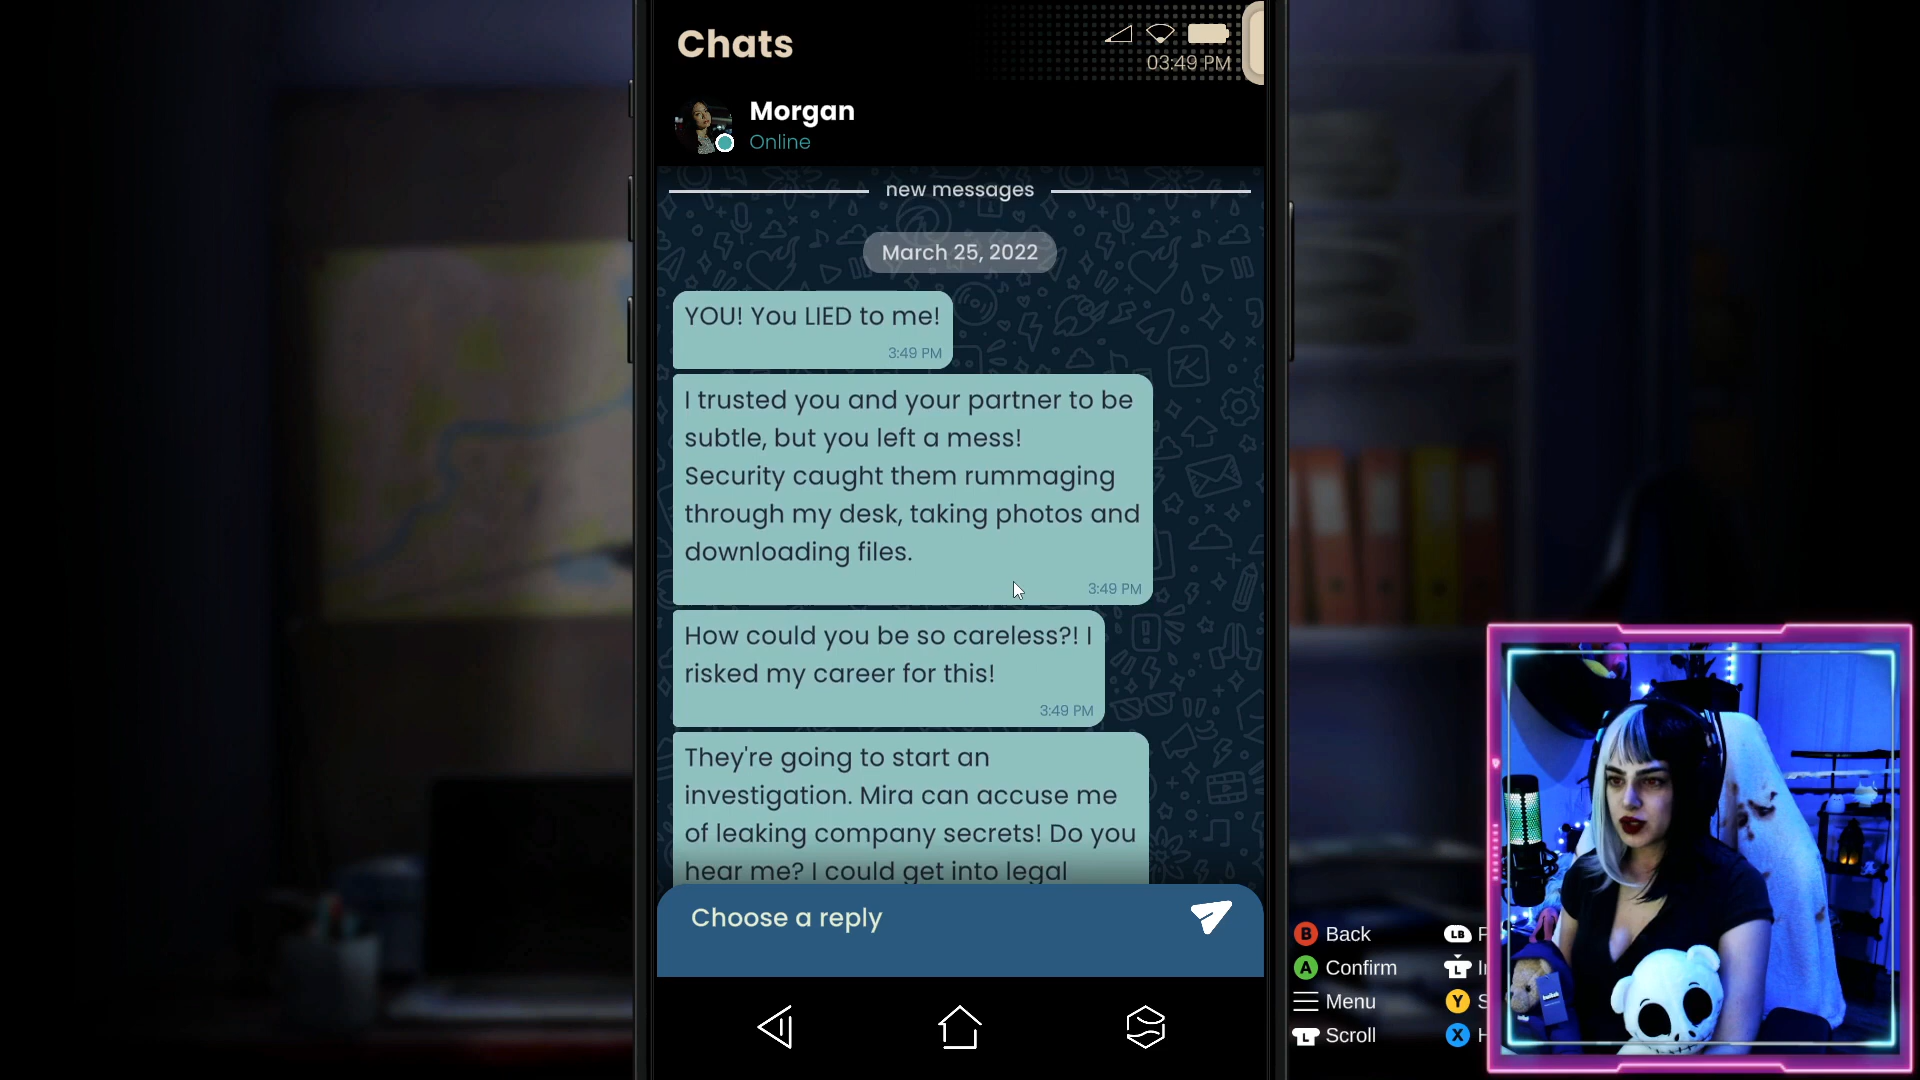 Chats
03:49 PM
Morgan
Online
new messages
March 25, 2022
YOU! You LIED to me!
3:49 PM
I trusted you and your partner to be
subtle, but you left a mess!
Security caught them rummaging
through my desk, taking photos and
downloading files.
3:49 PM
How could you be so careless?! I
risked my career for this!
3:49 PM
They're going to start an
investigation. Mira can accuse me
of leaking company secrets! Do you
hear me? I could get into legal
Choose a reply
B Back
LB
A Confirm
L
Menu
Y S
L Scroll
X